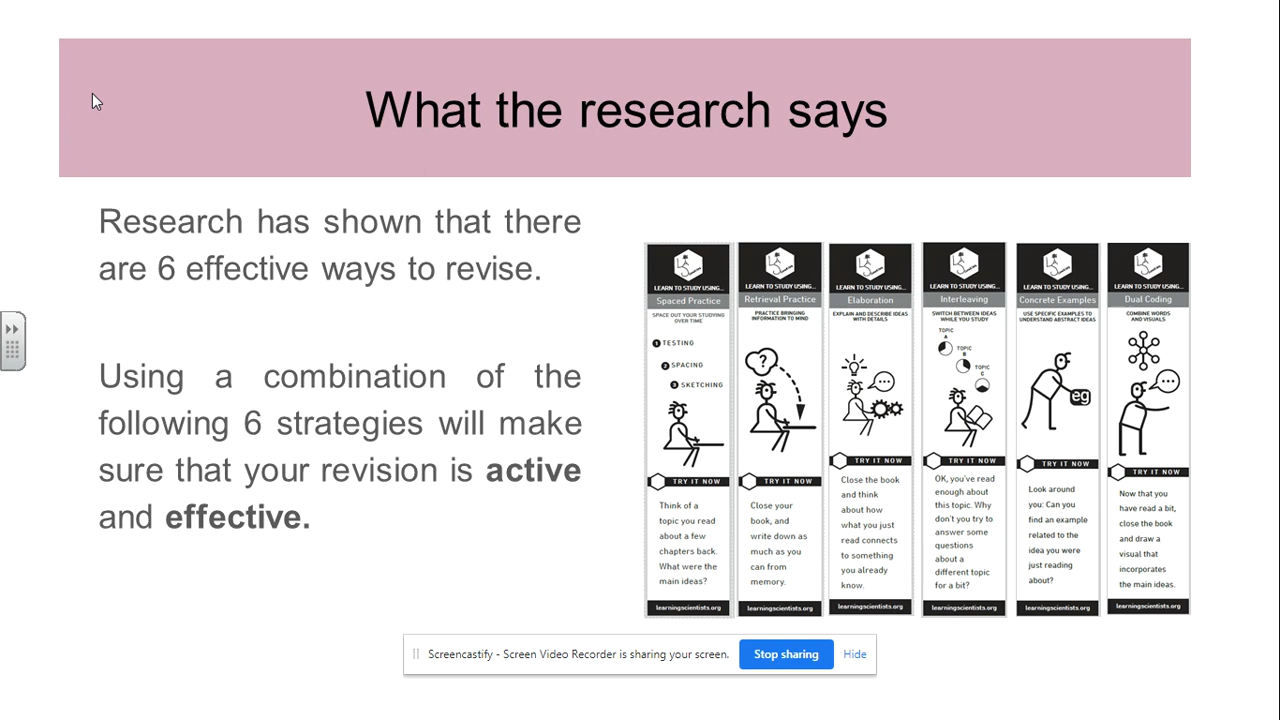 What the research says
Research has shown that there
are 6 effective ways to revise.
Using a combination of the
following 6 strategies will make
sure that your revision is active
and effective.
LEARN TO STUDY USING...
Spaced Practice
SPACE OUT YOUR STUDYING
OVER TIME
1 TESTING
2 SPACING
3 SKETCHING
TRY IT NOW
Think of a
topic you read
about a few
chapters back.
What were the
main ideas?
learningscientists.org
LEARN TO STUDY USING...
Retrieval Practice
PRACTICE BRINGING
INFORMATION TO MIND
?
TRY IT NOW
Close your
book, and
write down as
much as you
can from
memory.
learningscientists.org
LEARN TO STUDY USING...
Elaboration
EXPLAIN AND DESCRIBE IDEAS
WITH DETAILS
TRY IT NOW
Close the book
and think
about how
what you just
read connects
to something
you already
know.
learningscientists.org
LEARN TO STUDY USING...
Interleaving
SWITCH BETWEEN IDEAS
WHILE YOU STUDY
TOPIC
A
TOPIC
B
TOPIC
C
TRY IT NOW
OK, you've read
enough about
this topic. Why
don't you try to
answer some
questions
about a
different topic
for a bit?
learningscientists.org
LEARN TO STUDY USING...
Concrete Examples
USE SPECIFIC EXAMPLES TO
UNDERSTAND ABSTRACT IDEAS
eg
TRY IT NOW
Look around
you: Can you
find an example
related to the
idea you were
just reading
about?
learningscientists.org
LEARN TO STUDY USING...
Dual Coding
COMBINE WORDS
AND VISUALS
TRY IT NOW
Now that you
have read a bit,
close the book
and draw a
visual that
incorporates
the main ideas.
learningscientists.org
Screencastify - Screen Video Recorder is sharing your screen.
Stop sharing
Hide